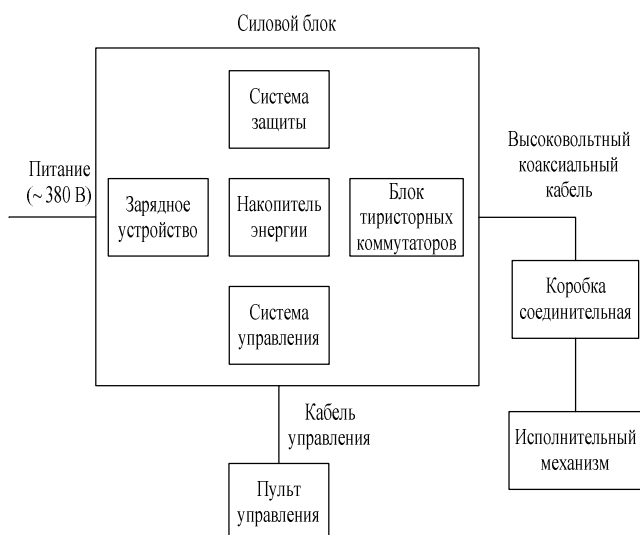 Силовой блок
Система
защиты
Высоковольтный
коаксиальный
кабель
Питание
(~ 380 В)
Зарядное
устройство
Накопитель
энергии
Блок
тиристорных
коммутаторов
Коробка
соединительная
Система
управления
Кабель
управления
Исполнительный
механизм
Пульт
управления